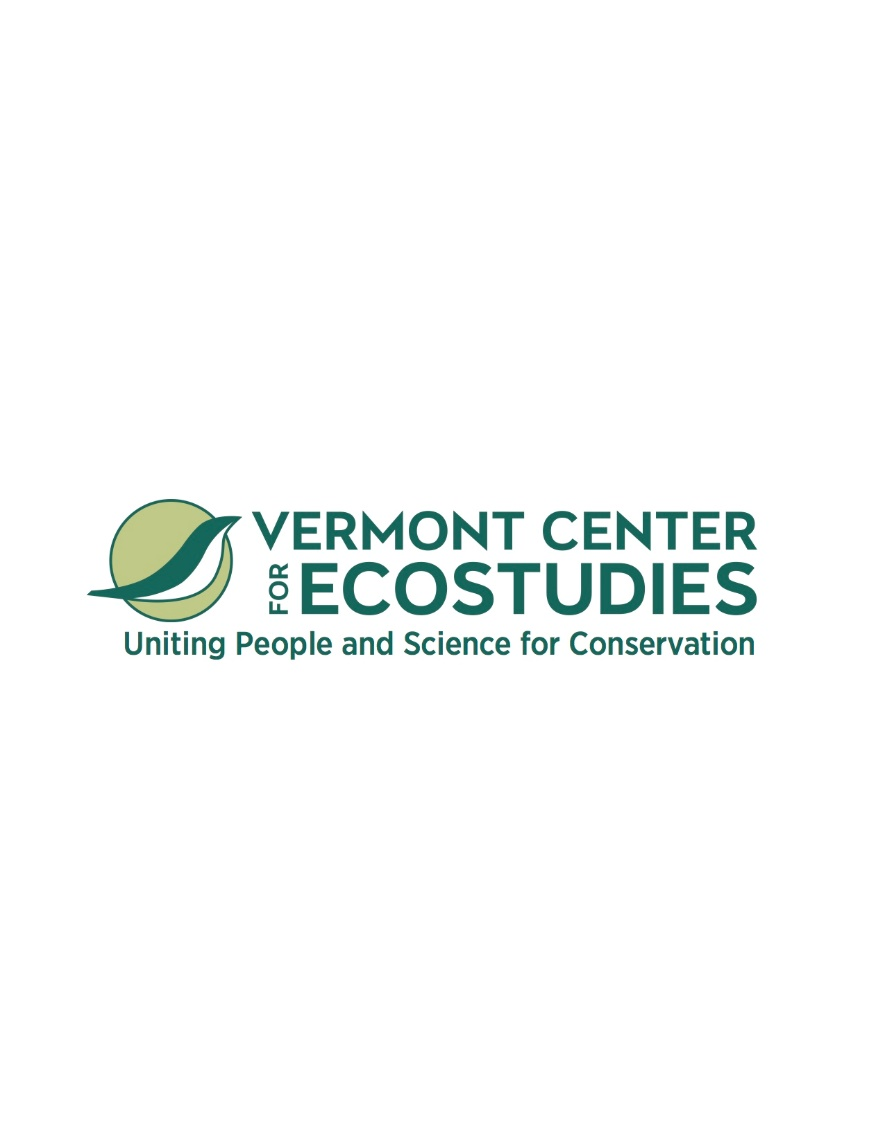 VERMONT CENTER
FOR ECOSTUDIES
Uniting People and Science for Conservation